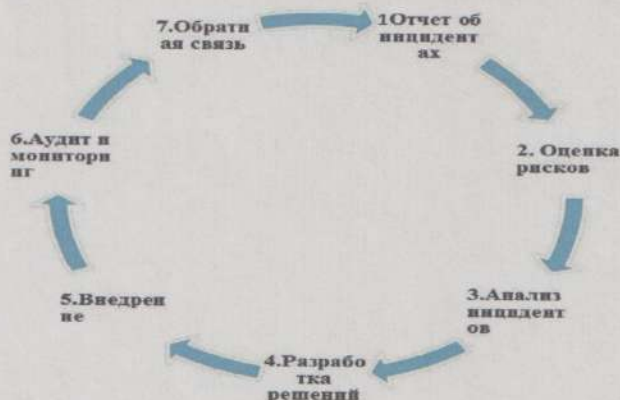 1Отчет об
инцидент
ах
2. Оценка
рисков
3.Анализ
инцидент
ов
4.Разрабо
тка
решений
5.Внедрен
ие
6.Аудит и
мониторн
нг
7.Обратн
ая связь